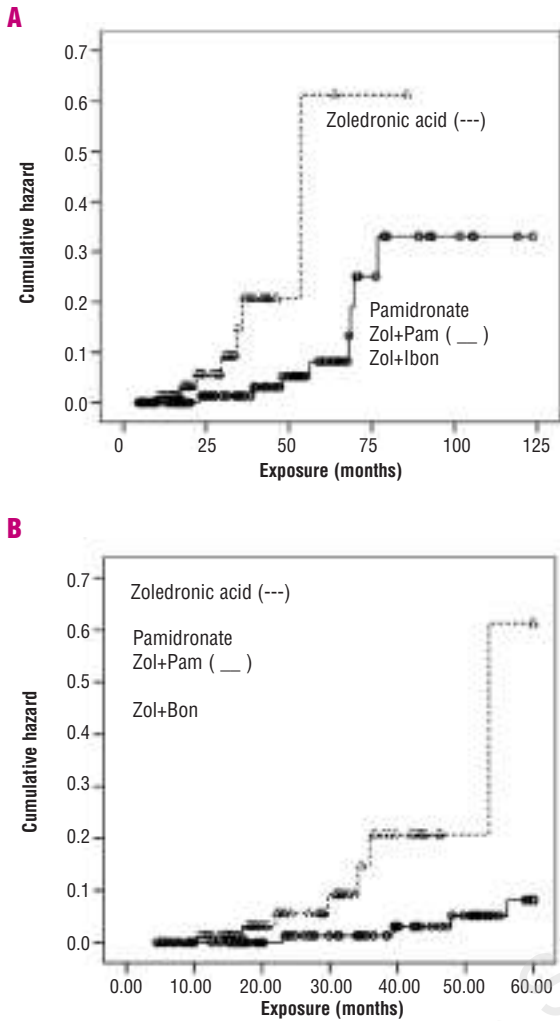 A
0.7
0.6
0.5
0.4
0.3
0.2
0.1
0.0
Cumulative hazard
Zoledronic acid (---)
Pamidronate
Zol+Pam ( __ )
Zol+Ibon
0 25 50 75 100 125
Exposure (months)
B
0.7
0.6
0.5
0.4
0.3
0.2
0.1
0.0
Cumulative hazard
Zoledronic acid (---)
Pamidronate
Zol+Pam ( __ )
Zol+Bon
0.00 10.00 20.00 30.00 40.00 50.00 60.00
Exposure (months)